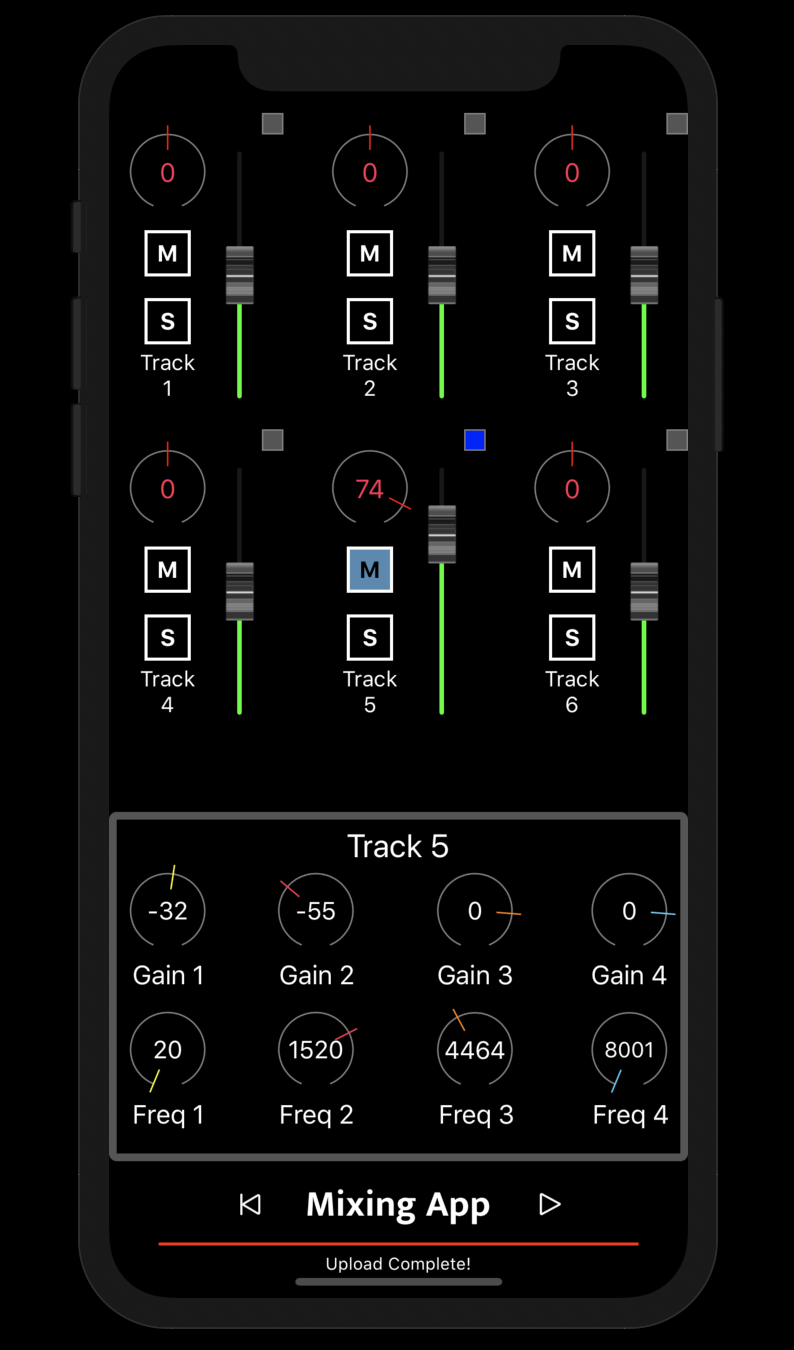 0 0 0
M M M
S S S
Track Track Track
1 2 3
0 74 0
M M M
S S S
Track Track Track
4 5 6
Track 5
-32 -55 0 0
Gain 1 Gain 2 Gain 3 Gain 4
20 1520 4464 8001
Freq 1 Freq 2 Freq 3 Freq 4
Mixing App
Upload Complete!